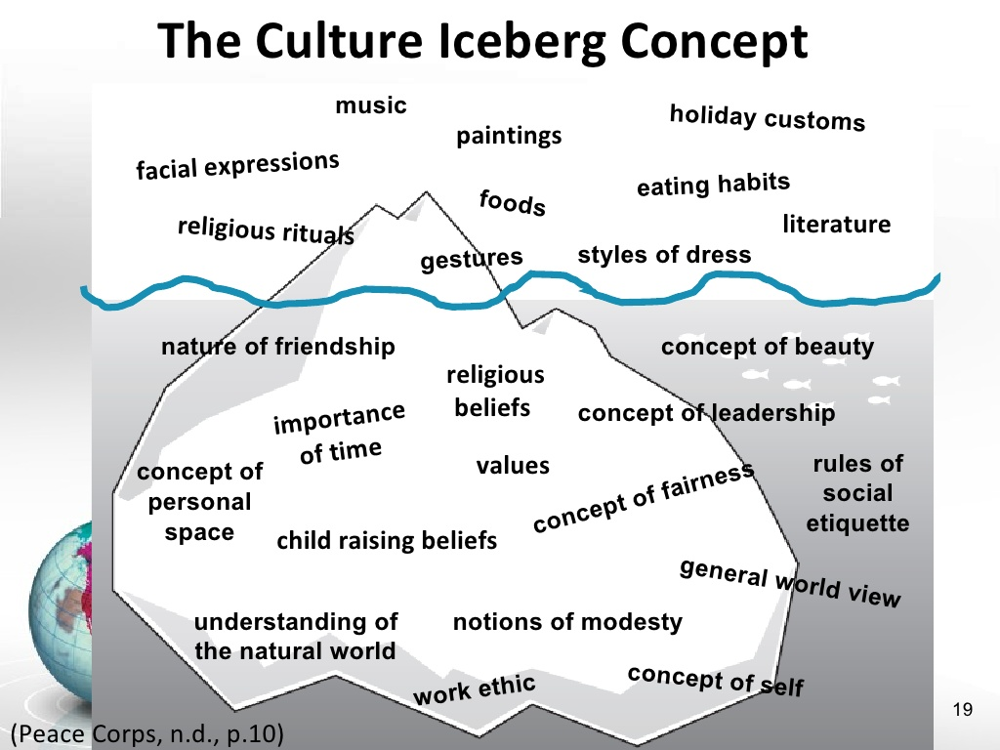 The Culture Iceberg Concept
music
holiday customs
paintings
facial expressions
eating habits
foods
literature
religious rituals
gestures
styles of dress
nature of friendship
concept of beauty
religious
beliefs
importance
of time
concept of leadership
values
concept of
personal
space
rules of
social
etiquette
concept of fairness
child raising beliefs
general world view
understanding of
the natural world
notions of modesty
work ethic
concept of self
19
(Peace Corps, n.d., p.10)